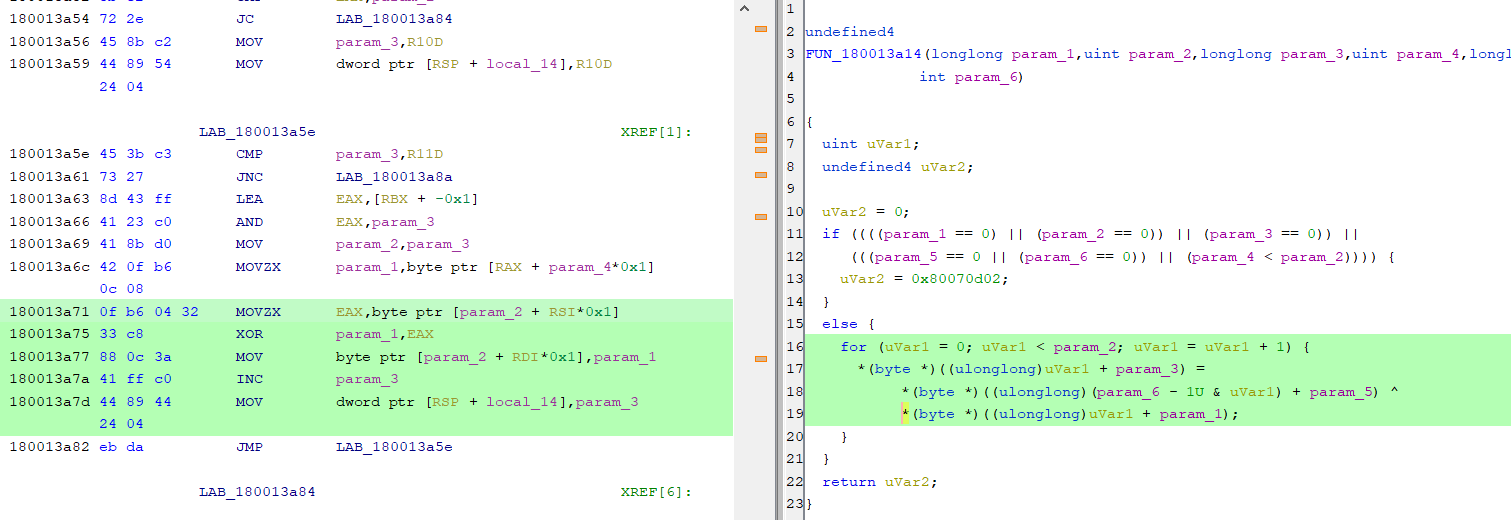 180013a54 72 2e JC LAB_180013a84
180013a56 45 8b c2 MOV param_3,R10D
180013a59 44 89 54 MOV dword ptr [RSP + local_14],R10D
24 04
LAB_180013a5e XREF[1]:
180013a5e 45 3b c3 CMP param_3,R11D
180013a61 73 27 JNC LAB_180013a8a
180013a63 8d 43 ff LEA EAX,[RBX + -0x1]
180013a66 41 23 c0 AND EAX,param_3
180013a69 41 8b d0 MOV param_2,param_3
180013a6c 42 0f b6 MOVZX param_1,byte ptr [RAX + param_4*0x1]
0c 08
180013a71 0f b6 04 32 MOVZX EAX,byte ptr [param_2 + RSI*0x1]
180013a75 33 c8 XOR param_1,EAX
180013a77 88 0c 3a MOV byte ptr [param_2 + RDI*0x1],param_1
180013a7a 41 ff c0 INC param_3
180013a7d 44 89 44 MOV dword ptr [RSP + local_14],param_3
24 04
180013a82 eb da JMP LAB_180013a5e
LAB_180013a84 XREF[6]:
1
2 undefined4
3 FUN_180013a14(longlong param_1,uint param_2,longlong param_3,uint param_4,longl
4 int param_6)
5
6 {
7 uint uVar1;
8 undefined4 uVar2;
9
10 uVar2 = 0;
11 if ((((param_1 == 0) || (param_2 == 0)) || (param_3 == 0)) ||
12 (((param_5 == 0 || (param_6 == 0)) || (param_4 < param_2)))) {
13 uVar2 = 0x80070d02;
14 }
15 else {
16 for (uVar1 = 0; uVar1 < param_2; uVar1 = uVar1 + 1) {
17 *(byte *)((ulonglong)uVar1 + param_3) =
18 *(byte *)((ulonglong)(param_6 - 1U & uVar1) + param_5) ^
19 *(byte *)((ulonglong)uVar1 + param_1);
20 }
21 }
22 return uVar2;
23 }